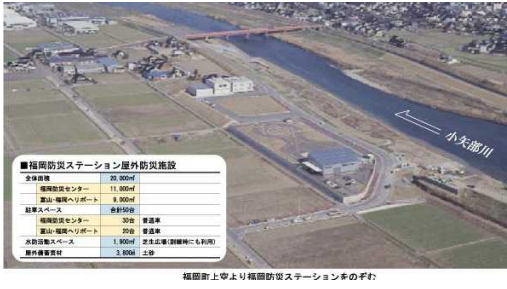 小矢部川
■福岡防災ステーション屋外防災施設
全体面積 20,000㎡
福岡防災センター 11,000㎡
富山・福岡ヘリポート 9,000㎡
駐車スペース 合計50台
福岡防災センター 30台 普通車
富山・福岡ヘリポート 20台 普通車
水防活動スペース 1,900㎡ 芝生広場(訓練時にも利用)
屋外備蓄資材 3,800㎥ 土砂
福岡町上空より福岡防災ステーションをのぞむ